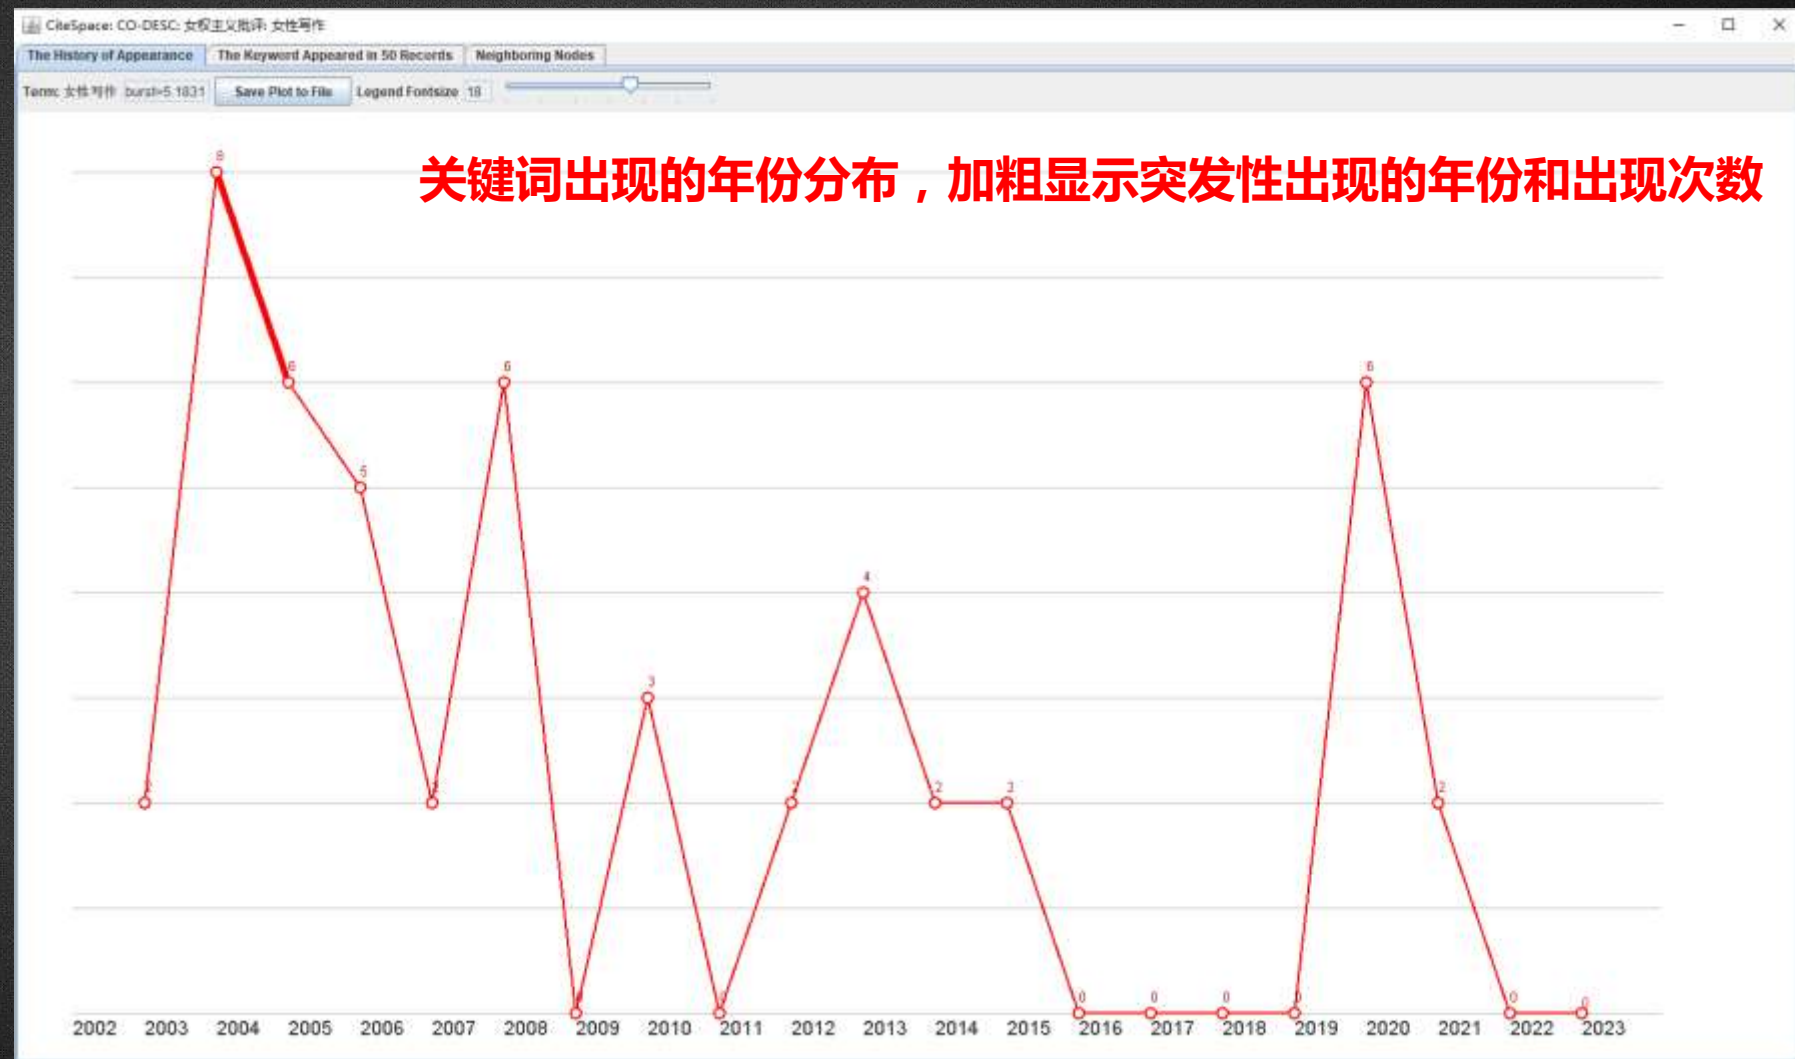 CiteSpace: CO-DESC: 女权主义批评: 女性写作
The History of Appearance
The Keyword Appeared in 50 Records
Neighboring Nodes
Term: 女性写作 burst=5.1831
Save Plot to File
Legend Fontsize 18
关键词出现的年份分布，加粗显示突发性出现的年份和出现次数
8
6
6
6
5
4
3
2
2
2
2
0
0
0
0
0
2002 2003 2004 2005 2006 2007 2008 2009 2010 2011 2012 2013 2014 2015 2016 2017 2018 2019 2020 2021 2022 2023